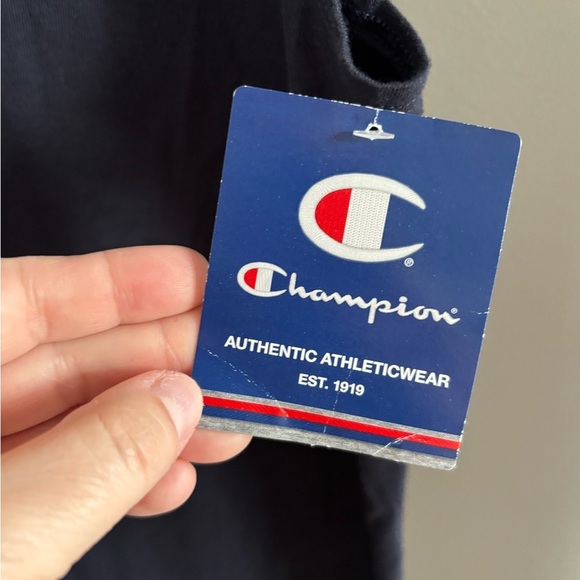 C®
Champion®
AUTHENTIC ATHLETICWEAR
EST. 1919